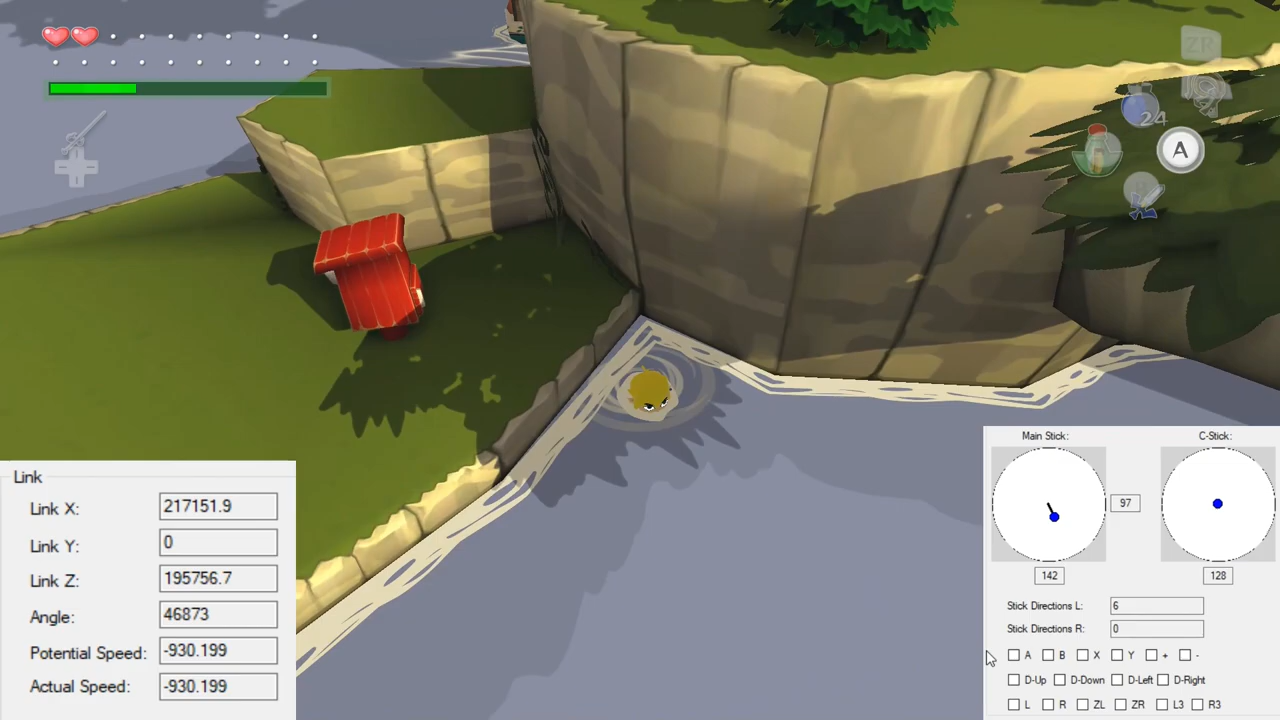 ZR
24
A
Link
Link X: 217151.9
Link Y: 0
Link Z: 195756.7
Angle: 46873
Potential Speed: -930.199
Actual Speed: -930.199
Main Stick: C-Stick:
97
142 128
Stick Directions L: 6
Stick Directions R: 0
A B X Y + -
D-Up D-Down D-Left D-Right
L R ZL ZR L3 R3